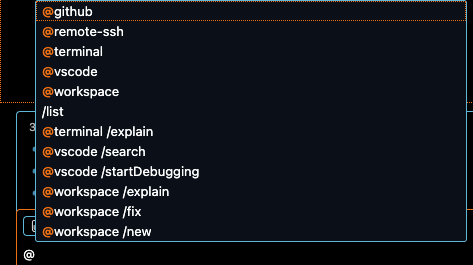 @github
@remote-ssh
@terminal
@vscode
@workspace
/list
@terminal /explain
@vscode /search
@vscode /startDebugging
@workspace /explain
@workspace /fix
@workspace /new
@